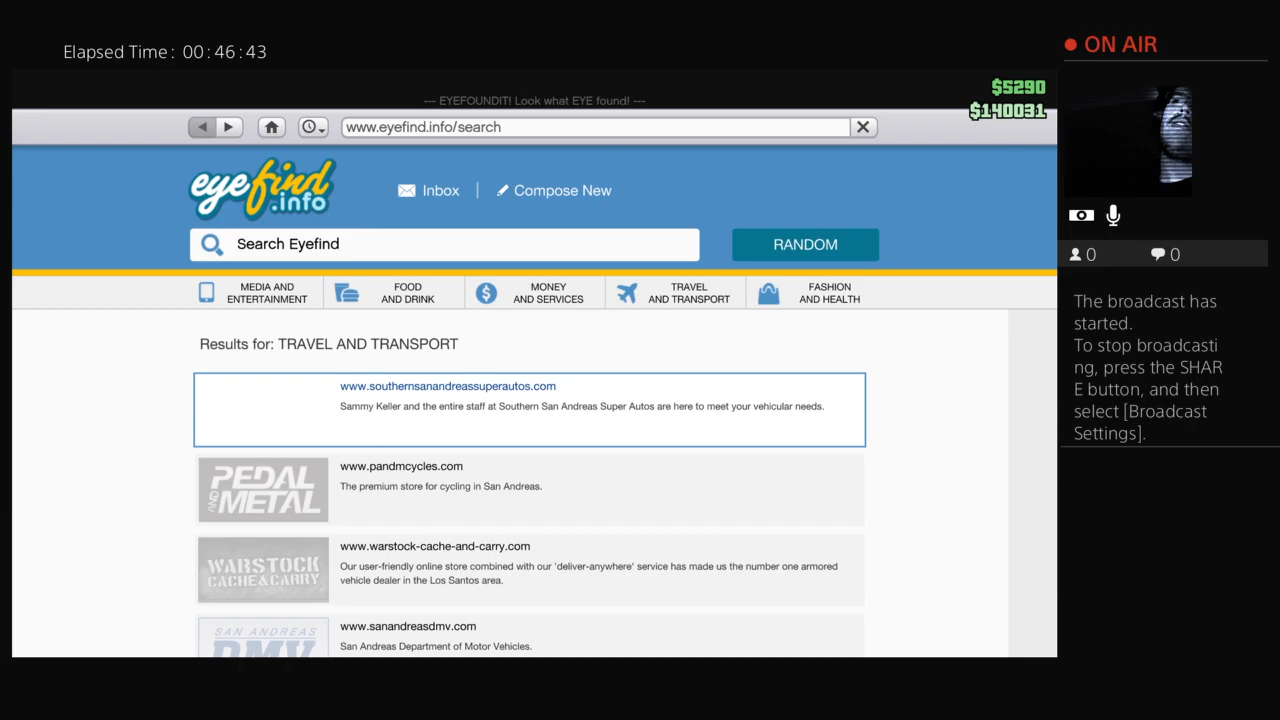 Elapsed Time: 00:46:43
ON AIR
--- EYEFOUNDIT! Look what EYE found! ---
$5290
$140031
www.eyefind.info/search
eyefind
.info
Inbox
Compose New
Search Eyefind
RANDOM
0
0
MEDIA AND
ENTERTAINMENT
FOOD
AND DRINK
MONEY
AND SERVICES
TRAVEL
AND TRANSPORT
FASHION
AND HEALTH
The broadcast has
started.
To stop broadcasti
ng, press the SHAR
E button, and then
select [Broadcast
Settings].
Results for: TRAVEL AND TRANSPORT
www.southernsanandreassuperautos.com
Sammy Keller and the entire staff at Southern San Andreas Super Autos are here to meet your vehicular needs.
PEDAL
AND METAL
www.pandmcycles.com
The premium store for cycling in San Andreas.
WARSTOCK
CACHE&CARRY
www.warstock-cache-and-carry.com
Our user-friendly online store combined with our 'deliver-anywhere' service has made us the number one armored
vehicle dealer in the Los Santos area.
SAN ANDREAS
DMV
www.sanandreasdmv.com
San Andreas Department of Motor Vehicles.